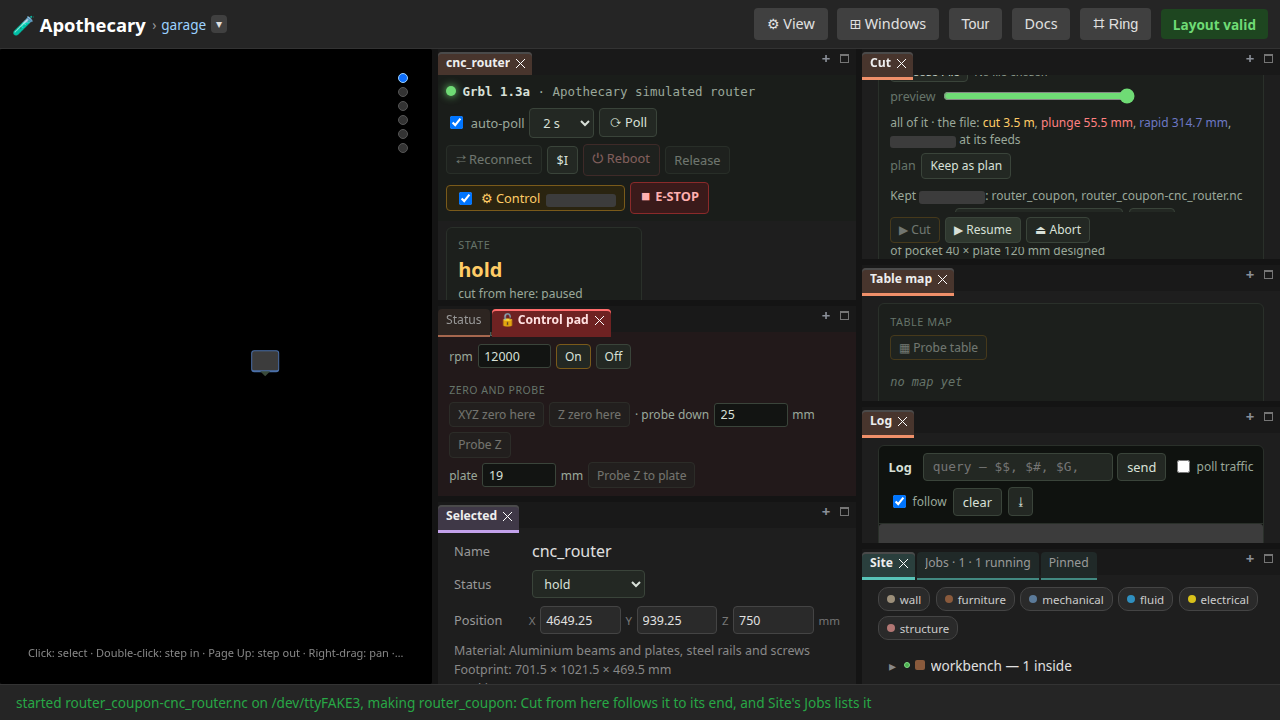 🧪 Apothecary › garage ▾
⚙ View ⊞ Windows Tour Docs ⌗ Ring Layout valid
cnc_router
Grbl 1.3a · Apothecary simulated router
auto-poll 2 s ⟳ Poll
⇄ Reconnect $I ⏻ Reboot Release
⚙ Control ■ E-STOP
STATE
hold
cut from here: paused
Status 🔓 Control pad
rpm 12000 On Off
ZERO AND PROBE
XYZ zero here Z zero here · probe down 25 mm
Probe Z
plate 19 mm Probe Z to plate
Selected
Name cnc_router
Status hold
Position X 4649.25 Y 939.25 Z 750 mm
Material: Aluminium beams and plates, steel rails and screws
Footprint: 701.5 × 1021.5 × 469.5 mm
Cut
preview
all of it · the file: cut 3.5 m, plunge 55.5 mm, rapid 314.7 mm,
at its feeds
plan Keep as plan
Kept : router_coupon, router_coupon-cnc_router.nc
▶ Cut ▶ Resume ⏏ Abort
of pocket 40 × plate 120 mm designed
Table map
TABLE MAP
▦ Probe table
no map yet
Log
Log query — $$, $#, $G, send poll traffic
follow clear ⭳
Site Jobs · 1 · 1 running Pinned
wall furniture mechanical fluid electrical
structure
▸ workbench — 1 inside
Click: select · Double-click: step in · Page Up: step out · Right-drag: pan ·…
started router_coupon-cnc_router.nc on /dev/ttyFAKE3, making router_coupon: Cut from here follows it to its end, and Site's Jobs lists it